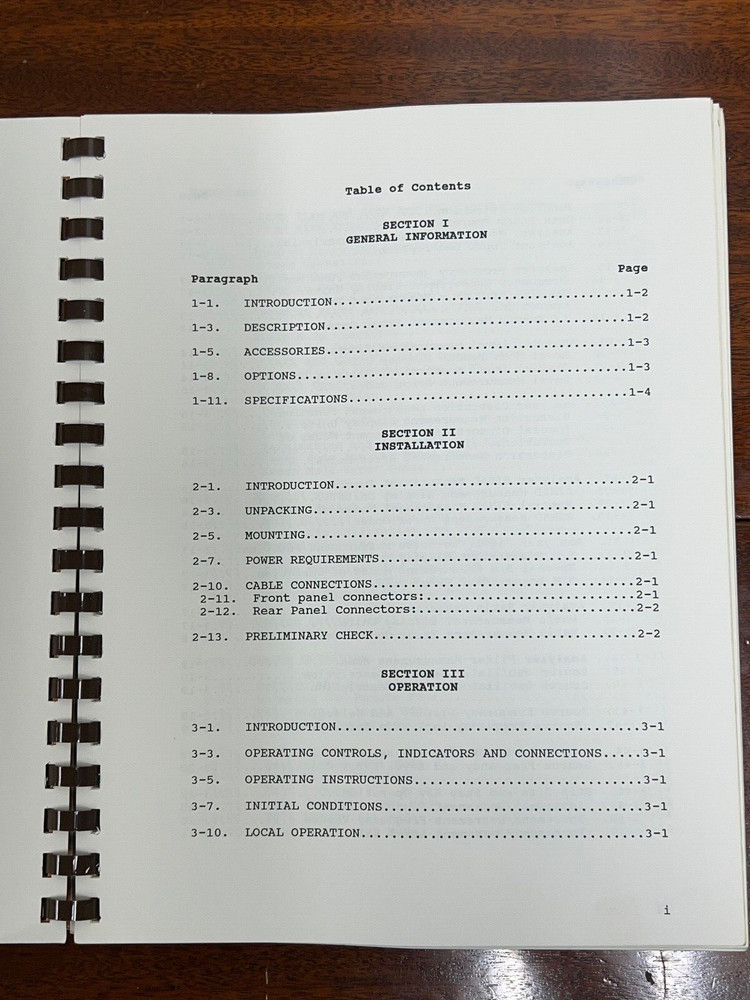 Table of Contents
SECTION I
GENERAL INFORMATION
Paragraph Page
1-1. INTRODUCTION........................................1-2
1-3. DESCRIPTION.........................................1-2
1-5. ACCESSORIES.........................................1-3
1-8. OPTIONS.............................................1-3
1-11. SPECIFICATIONS......................................1-4
SECTION II
INSTALLATION
2-1. INTRODUCTION........................................2-1
2-3. UNPACKING...........................................2-1
2-5. MOUNTING............................................2-1
2-7. POWER REQUIREMENTS..................................2-1
2-10. CABLE CONNECTIONS...................................2-1
2-11. Front panel connectors:.............................2-1
2-12. Rear Panel Connectors:..............................2-2
2-13. PRELIMINARY CHECK...................................2-2
SECTION III
OPERATION
3-1. INTRODUCTION........................................3-1
3-3. OPERATING CONTROLS, INDICATORS AND CONNECTIONS.....3-1
3-5. OPERATING INSTRUCTIONS..............................3-1
3-7. INITIAL CONDITIONS..................................3-1
3-10. LOCAL OPERATION.....................................3-1
i